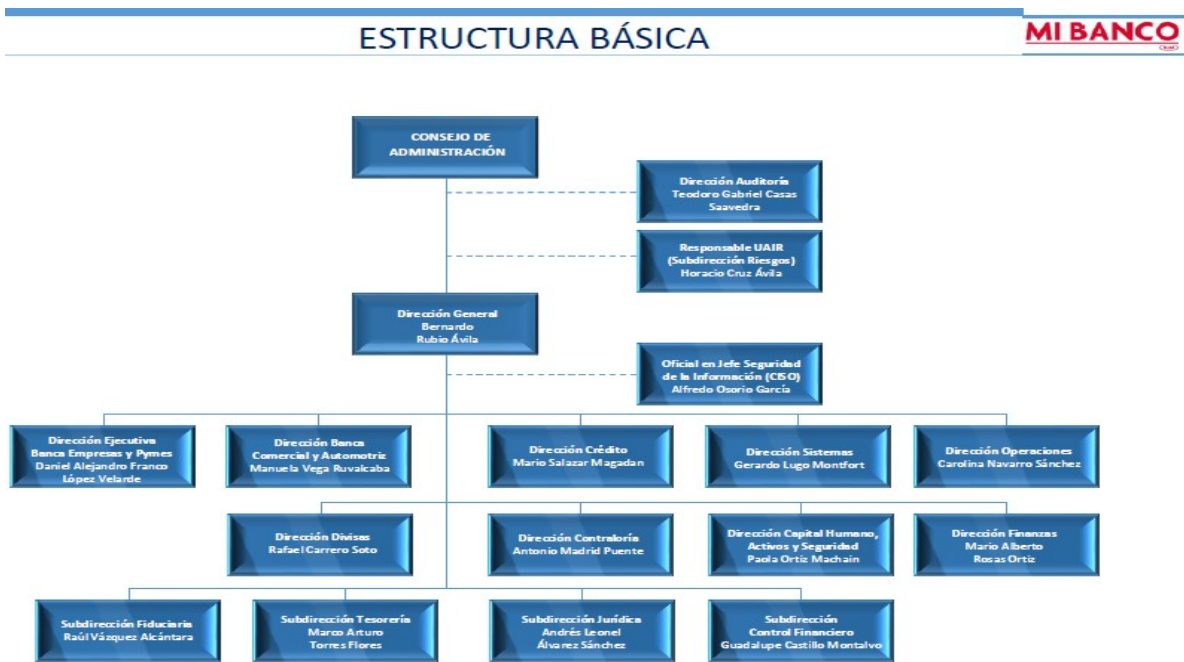 ESTRUCTURA BÁSICA
MI BANCO
CONSEJO DE
ADMINISTRACIÓN
Dirección Auditoría
Teodoro Gabriel Casas
Saavedra
Responsable UAIR
(Subdirección Riesgos)
Horacio Cruz Ávila
Dirección General
Bernardo
Rubio Ávila
Oficial en Jefe Seguridad
de la Información (CISO)
Alfredo Osorio García
Dirección Ejecutiva
Banca Empresas y Pymes
Daniel Alejandro Franco
López Velarde
Dirección Banca
Comercial y Automotriz
Manuela Vega Ruvalcaba
Dirección Crédito
Mario Salazar Magadan
Dirección Sistemas
Gerardo Lugo Montfort
Dirección Operaciones
Carolina Navarro Sánchez
Dirección Divisas
Rafael Carrero Soto
Dirección Contraloría
Antonio Madrid Puente
Dirección Capital Humano,
Activos y Seguridad
Paola Ortiz Machain
Dirección Finanzas
Mario Alberto
Rosas Ortiz
Subdirección Fiduciaria
Raúl Vázquez Alcántara
Subdirección Tesorería
Marco Arturo
Torres Flores
Subdirección Jurídica
Andrés Leonel
Álvarez Sánchez
Subdirección
Control Financiero
Guadalupe Castillo Montalvo